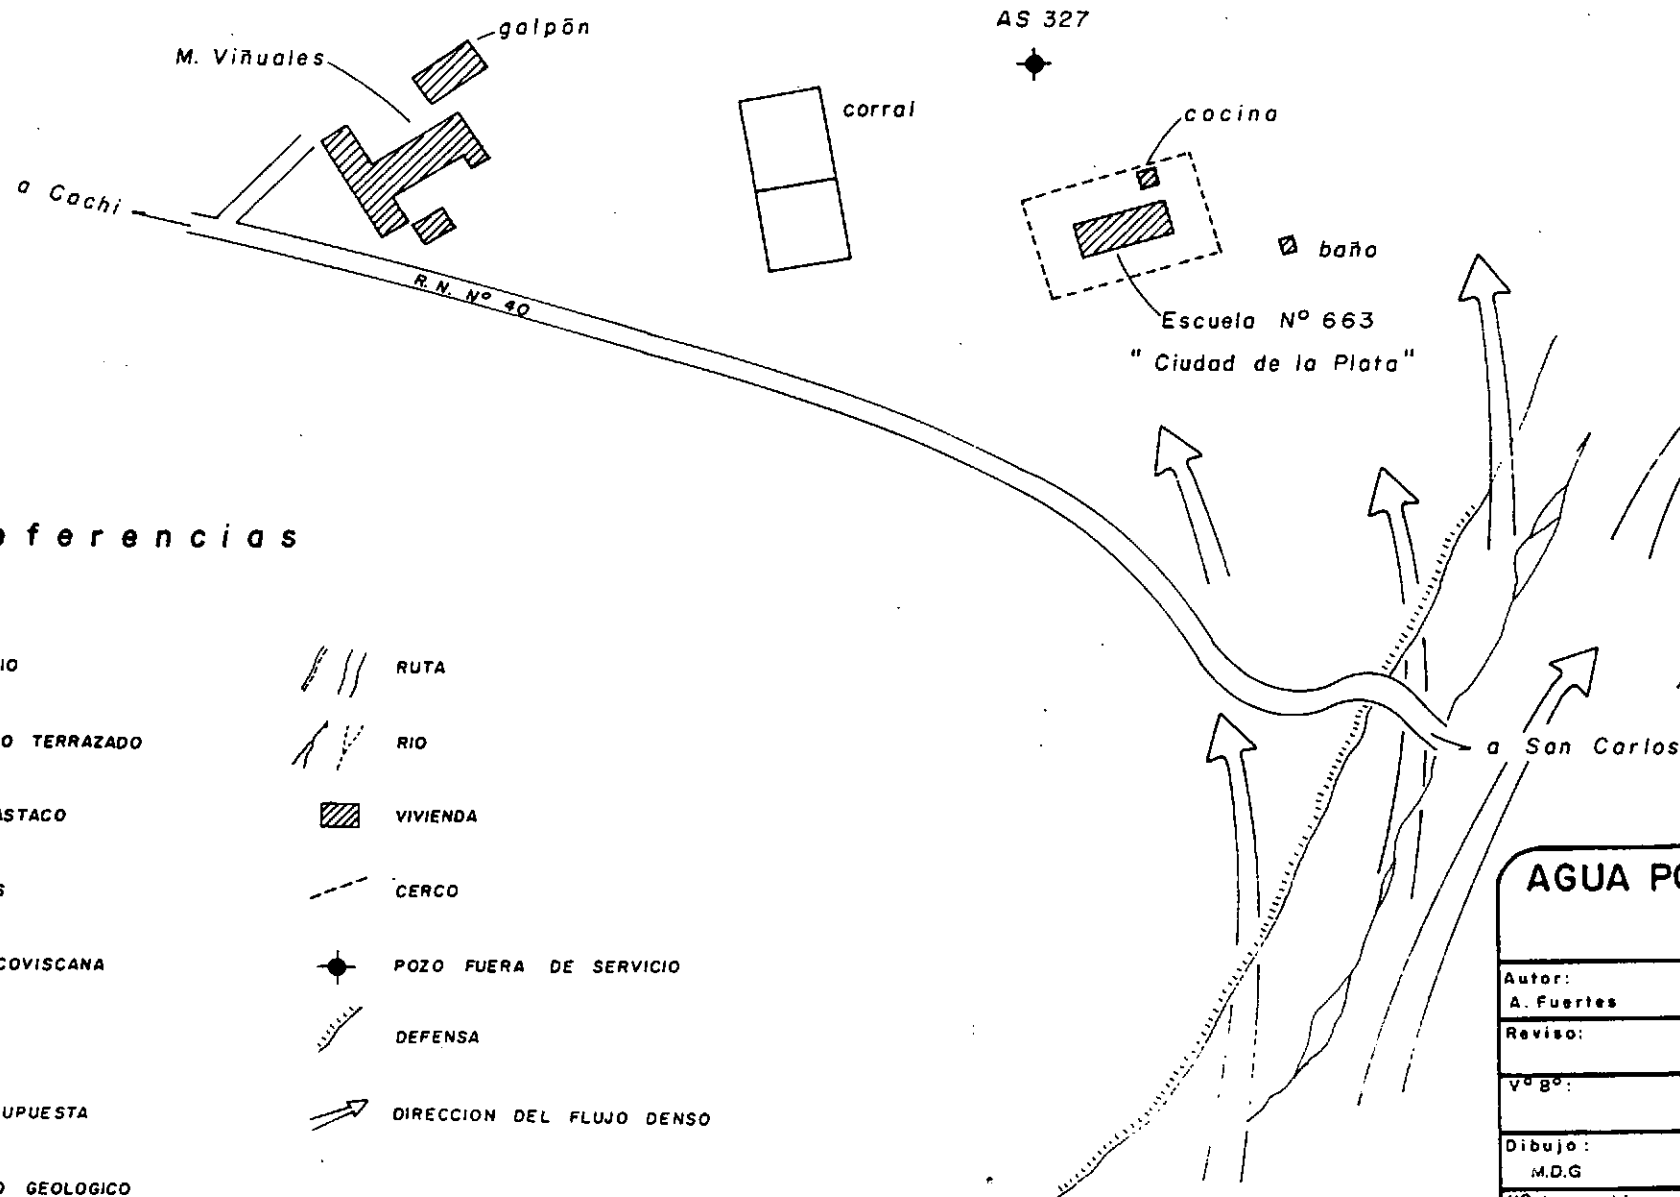 AS 327
galpōn
M. Viñuales
corral
cocina
a Cachi
baño
R. N. Nº 40
Escuela Nº 663
" Ciudad de la Plata "
ferencias
RUTA
O TERRAZADO
RIO
a San Carlos
ASTACO
VIVIENDA
AGUA
S
CERCO
COVISCANA
POZO FUERA DE SERVICIO
Autor:
A. Fuertes
Reviso:
DEFENSA
Vº Bº:
UPUESTA
DIRECCION DEL FLUJO DENSO
Dibujo:
M.D.G
O GEOLOGICO